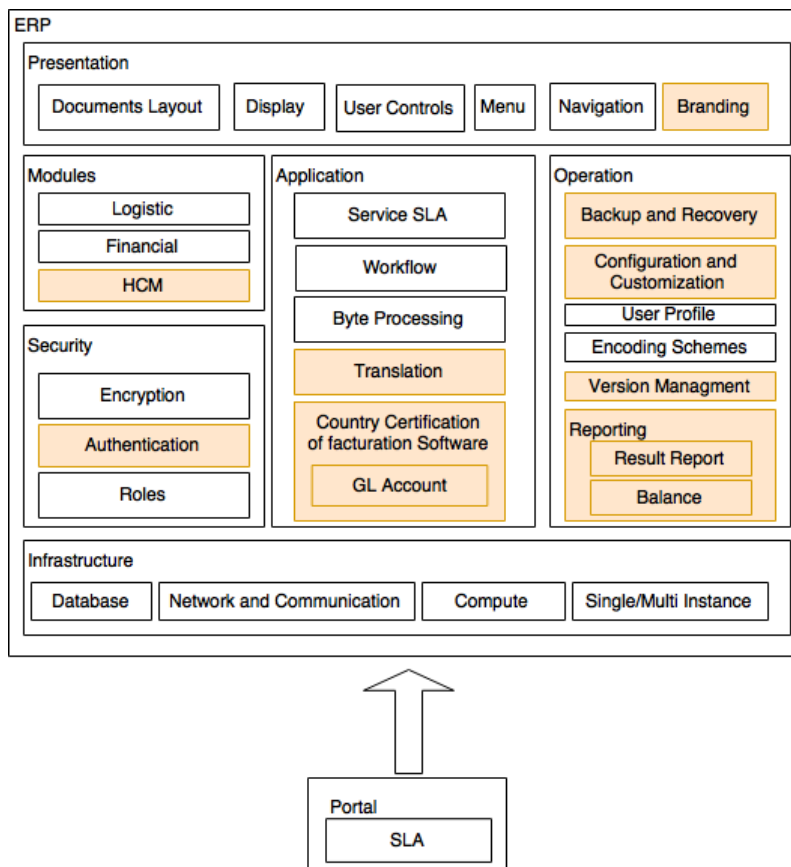 ERP
Presentation
Documents Layout
Display
User Controls
Menu
Navigation
Branding
Modules
Logistic
Financial
HCM
Security
Encryption
Authentication
Roles
Application
Service SLA
Workflow
Byte Processing
Translation
Country Certification
of facturation Software
GL Account
Operation
Backup and Recovery
Configuration and
Customization
User Profile
Encoding Schemes
Version Managment
Reporting
Result Report
Balance
Infrastructure
Database
Network and Communication
Compute
Single/Multi Instance
Portal
SLA